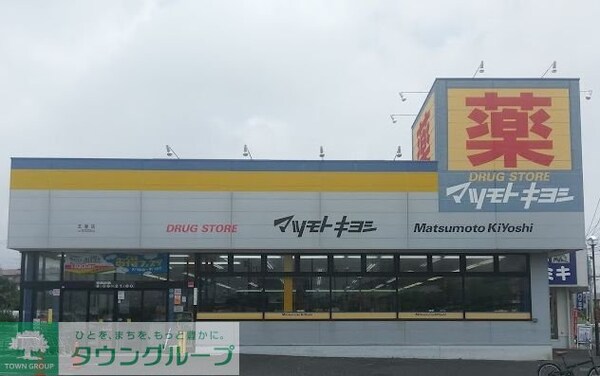 薬
薬
DRUG STORE
マツモトキヨシ
DRUG STORE
マツモトキヨシ
Matsumoto KiYoshi
ミキ
ひとを、まちを、もっと豊かに。
タウングループ
TOWN GROUP